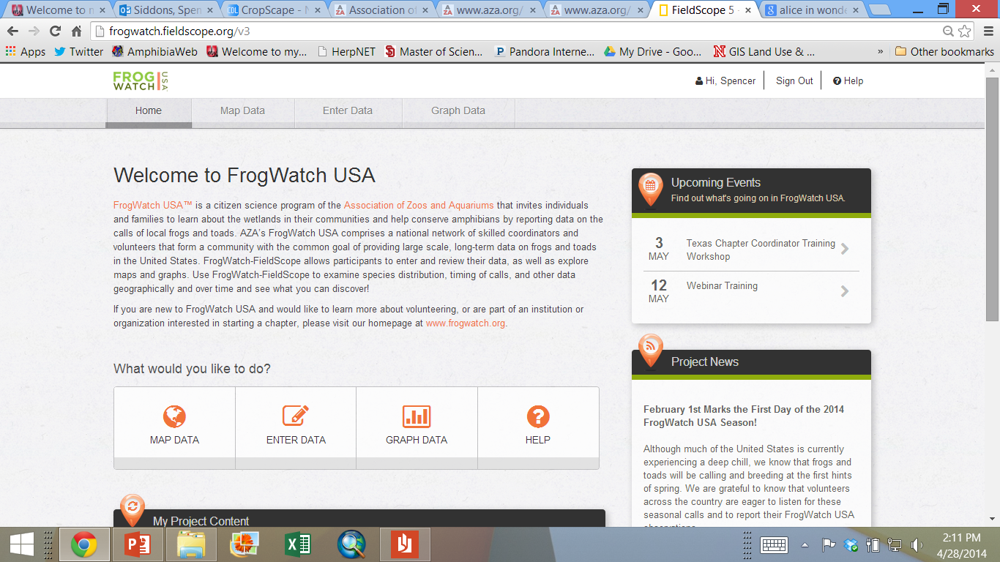 Welcome to m
Siddons, Spen
CropScape - N
Association of
www.aza.org/
www.aza.org/
FieldScope 5 -
alice in wonde
frogwatch.fieldscope.org/v3
Apps
Twitter
AmphibiaWeb
Welcome to my...
HerpNET
Master of Scien...
Pandora Interne...
My Drive - Goo...
GIS Land Use & ...
»
Other bookmarks
FROG
WATCH USA
Hi, Spencer
Sign Out
Help
Home
Map Data
Enter Data
Graph Data
Welcome to FrogWatch USA
FrogWatch USA™ is a citizen science program of the Association of Zoos and Aquariums that invites individuals
and families to learn about the wetlands in their communities and help conserve amphibians by reporting data on the
calls of local frogs and toads. AZA's FrogWatch USA comprises a national network of skilled coordinators and
volunteers that form a community with the common goal of providing large scale, long-term data on frogs and toads
in the United States. FrogWatch-FieldScope allows participants to enter and review their data, as well as explore
maps and graphs. Use FrogWatch-FieldScope to examine species distribution, timing of calls, and other data
geographically and over time and see what you can discover!
If you are new to FrogWatch USA and would like to learn more about volunteering, or are part of an institution or
organization interested in starting a chapter, please visit our homepage at www.frogwatch.org.
What would you like to do?
MAP DATA
ENTER DATA
GRAPH DATA
HELP
My Project Content
Upcoming Events
Find out what's going on in FrogWatch USA.
3
MAY
Texas Chapter Coordinator Training
Workshop
12
MAY
Webinar Training
Project News
February 1st Marks the First Day of the 2014
FrogWatch USA Season!
Although much of the United States is currently
experiencing a deep chill, we know that frogs and
toads will be calling and breeding at the first hints
of spring. We are grateful to know that volunteers
across the country are eager to listen for these
seasonal calls and to report their FrogWatch USA
observations.
2:11 PM
4/28/2014